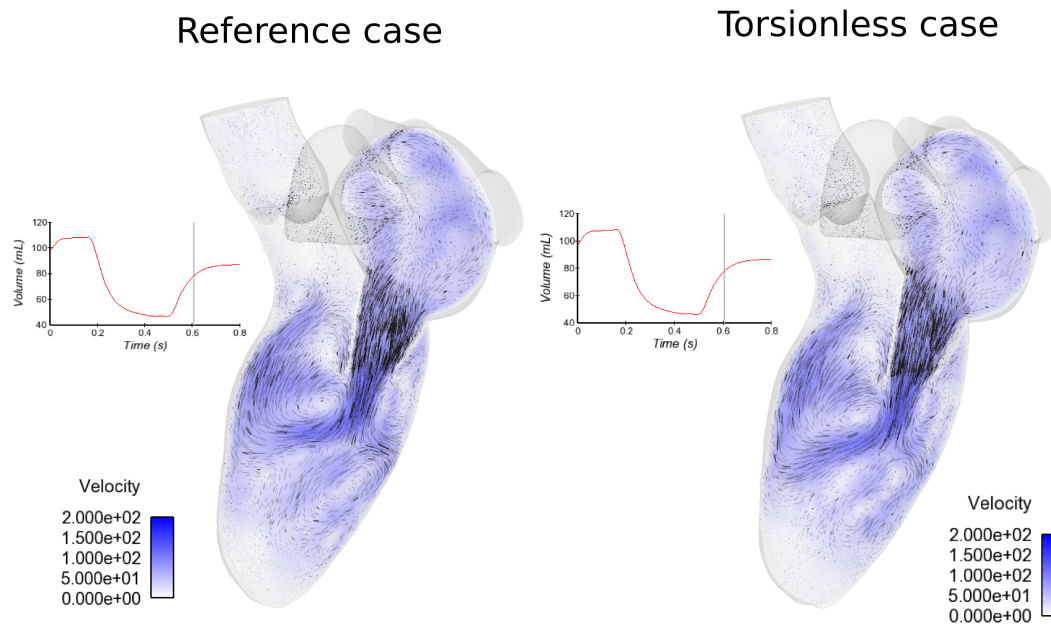 Reference case
Torsionless case
120
100
80
60
40
Volume (mL)
0
0.2
0.4
0.6
0.8
Time (s)
120
100
80
60
40
Volume (mL)
0
0.2
0.4
0.6
0.8
Time (s)
Velocity
2.000e+02
1.500e+02
1.000e+02
5.000e+01
0.000e+00
Velocity
2.000e+02
1.500e+02
1.000e+02
5.000e+01
0.000e+00